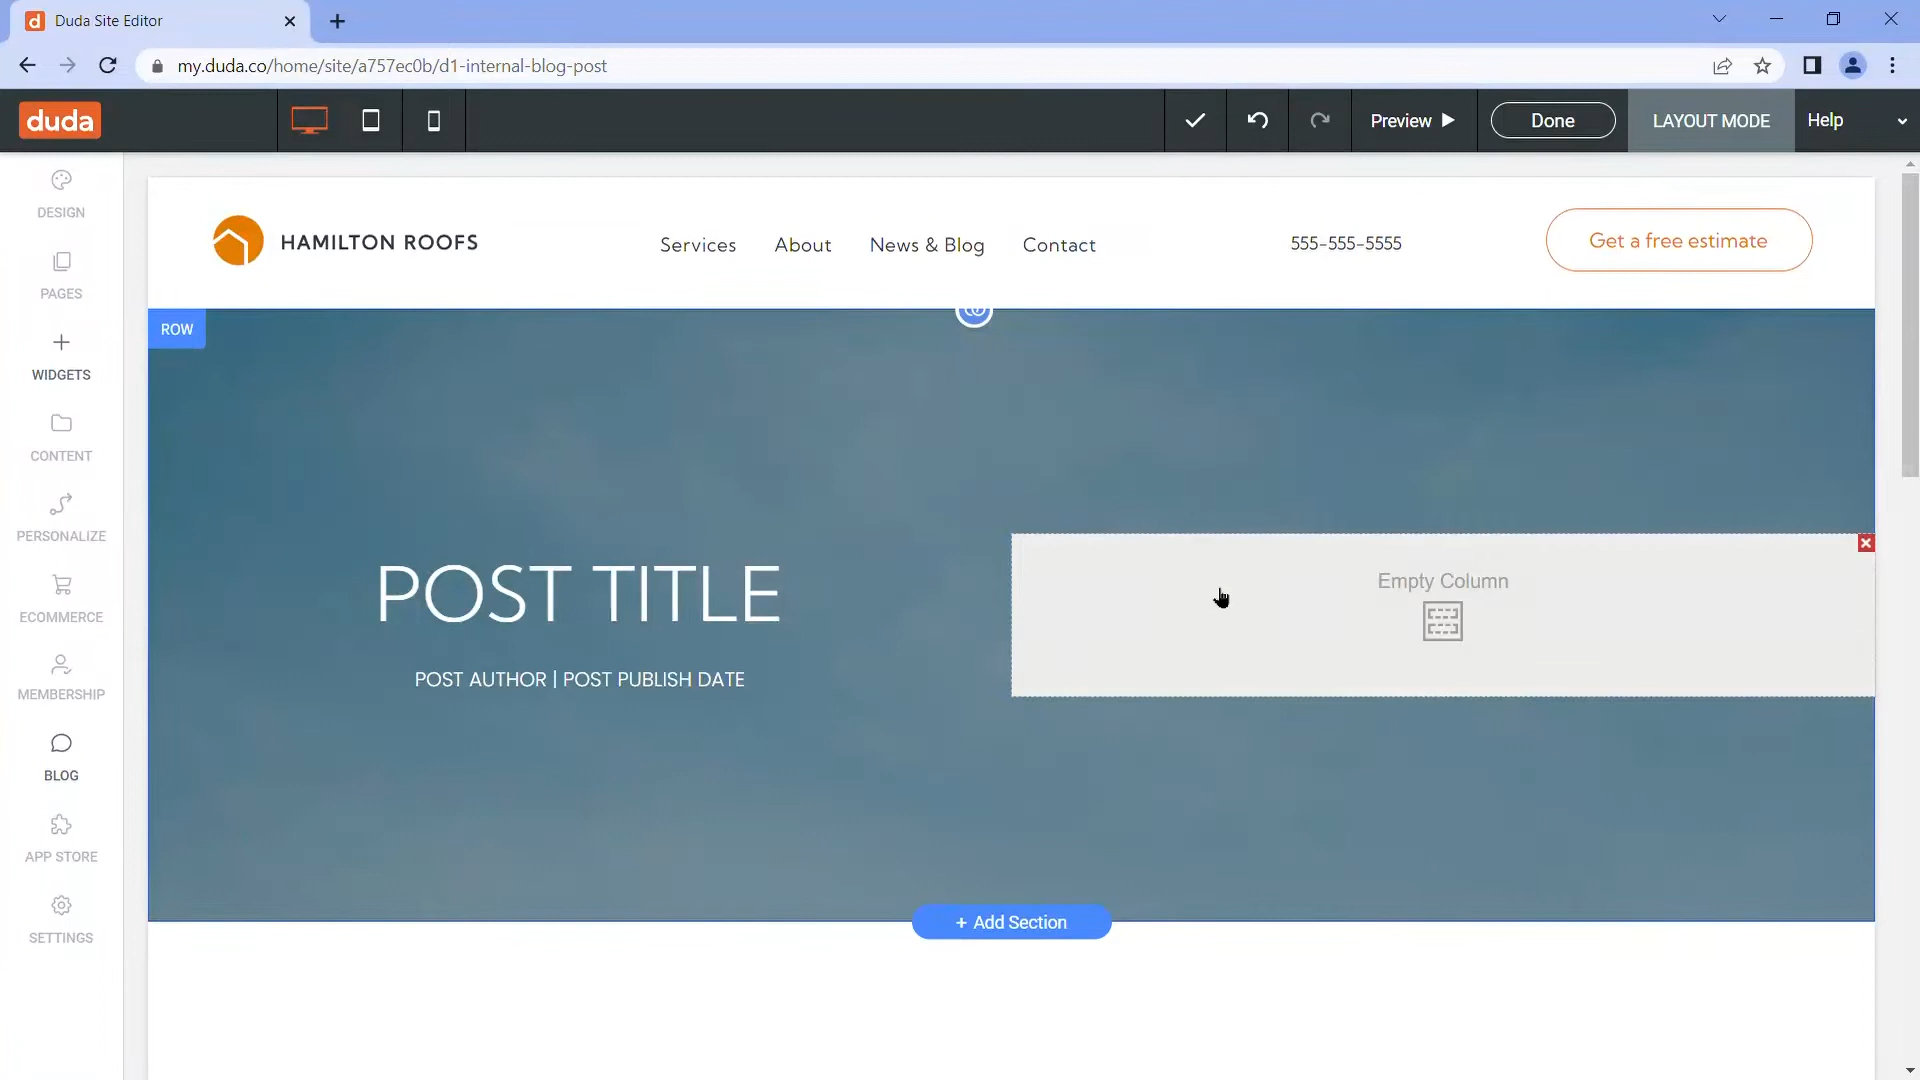 Duda Site Editor
my.duda.co/home/site/a757ec0b/d1-internal-blog-post
duda
Preview
Done
LAYOUT MODE
Help
DESIGN
PAGES
WIDGETS
CONTENT
PERSONALIZE
ECOMMERCE
MEMBERSHIP
BLOG
APP STORE
SETTINGS
HAMILTON ROOFS
Services
About
News & Blog
Contact
555-555-5555
Get a free estimate
ROW
POST TITLE
POST AUTHOR | POST PUBLISH DATE
Empty Column
+ Add Section